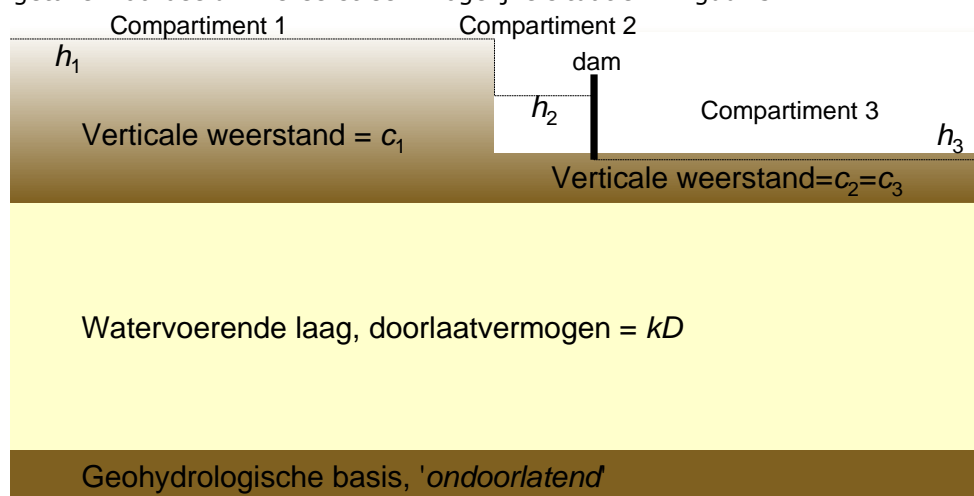 Compartiment 1 Compartiment 2
h₁
dam
h₂ Compartiment 3
Verticale weerstand = c₁ h₃
Verticale weerstand=c₂=c₃
Watervoerende laag, doorlaatvermogen = kD
Geohydrologische basis, 'ondoorlatend'